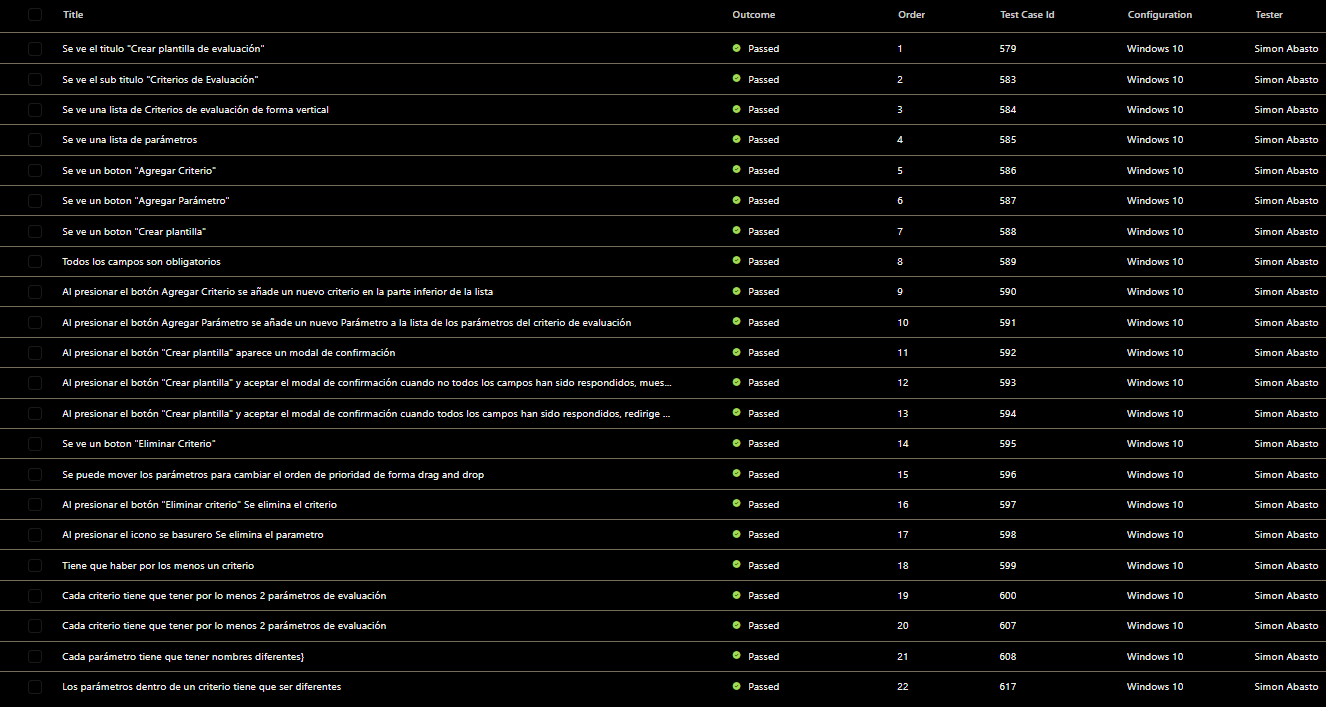 Title Outcome Order Test Case Id Configuration Tester
Se ve el titulo "Crear plantilla de evaluación" Passed 1 579 Windows 10 Simon Abasto
Se ve el sub titulo "Criterios de Evaluación" Passed 2 583 Windows 10 Simon Abasto
Se ve una lista de Criterios de evaluación de forma vertical Passed 3 584 Windows 10 Simon Abasto
Se ve una lista de parámetros Passed 4 585 Windows 10 Simon Abasto
Se ve un boton "Agregar Criterio" Passed 5 586 Windows 10 Simon Abasto
Se ve un boton "Agregar Parámetro" Passed 6 587 Windows 10 Simon Abasto
Se ve un boton "Crear plantilla" Passed 7 588 Windows 10 Simon Abasto
Todos los campos son obligatorios Passed 8 589 Windows 10 Simon Abasto
Al presionar el botón Agregar Criterio se añade un nuevo criterio en la parte inferior de la lista Passed 9 590 Windows 10 Simon Abasto
Al presionar el botón Agregar Parámetro se añade un nuevo Parámetro a la lista de los parámetros del criterio de evaluación Passed 10 591 Windows 10 Simon Abasto
Al presionar el botón "Crear plantilla" aparece un modal de confirmación Passed 11 592 Windows 10 Simon Abasto
Al presionar el botón "Crear plantilla" y aceptar el modal de confirmación cuando no todos los campos han sido respondidos, mues... Passed 12 593 Windows 10 Simon Abasto
Al presionar el botón "Crear plantilla" y aceptar el modal de confirmación cuando todos los campos han sido respondidos, redirige ... Passed 13 594 Windows 10 Simon Abasto
Se ve un boton "Eliminar Criterio" Passed 14 595 Windows 10 Simon Abasto
Se puede mover los parámetros para cambiar el orden de prioridad de forma drag and drop Passed 15 596 Windows 10 Simon Abasto
Al presionar el botón "Eliminar criterio" Se elimina el criterio Passed 16 597 Windows 10 Simon Abasto
Al presionar el icono se basurero Se elimina el parametro Passed 17 598 Windows 10 Simon Abasto
Tiene que haber por los menos un criterio Passed 18 599 Windows 10 Simon Abasto
Cada criterio tiene que tener por lo menos 2 parámetros de evaluación Passed 19 600 Windows 10 Simon Abasto
Cada criterio tiene que tener por lo menos 2 parámetros de evaluación Passed 20 607 Windows 10 Simon Abasto
Cada parámetro tiene que tener nombres diferentes} Passed 21 608 Windows 10 Simon Abasto
Los parámetros dentro de un criterio tiene que ser diferentes Passed 22 617 Windows 10 Simon Abasto